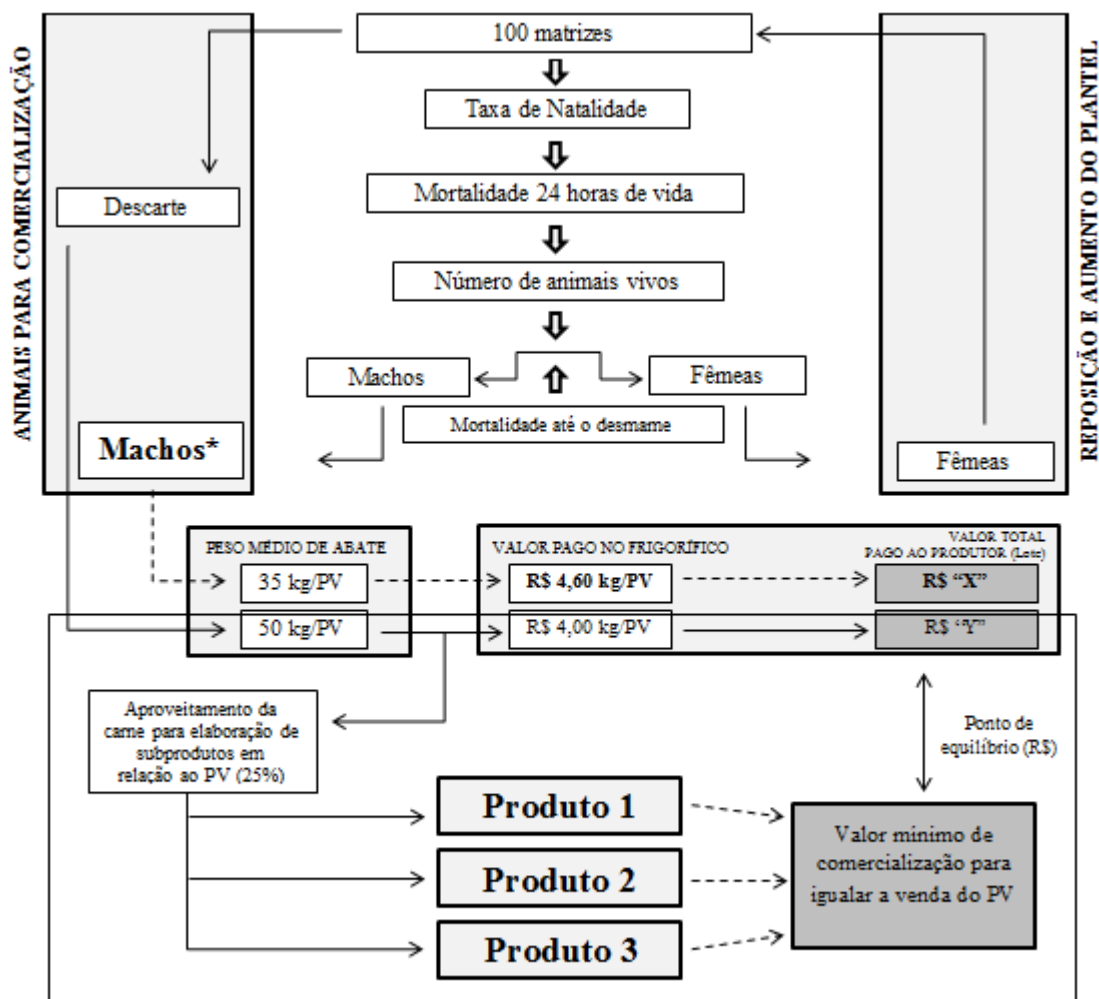 ANIMAIS PARA COMERCIALIZAÇÃO
REPOSIÇÃO E AUMENTO DO PLANTEL
100 matrizes
Taxa de Natalidade
Mortalidade 24 horas de vida
Descarte
Número de animais vivos
Machos
Fêmeas
Mortalidade até o desmame
Machos*
Fêmeas
PESO MÉDIO DE ABATE
VALOR PAGO NO FRIGORÍFICO
VALOR TOTAL
PAGO AO PRODUTOR (Lote)
35 kg/PV
R$ 4,60 kg/PV
R$ “X”
50 kg/PV
R$ 4,00 kg/PV
R$ “Y”
Aproveitamento da
carne para elaboração de
subprodutos em
relação ao PV (25%)
Ponto de
equilíbrio (R$)
Produto 1
Produto 2
Produto 3
Valor mínimo de
comercialização para
igualar a venda do PV